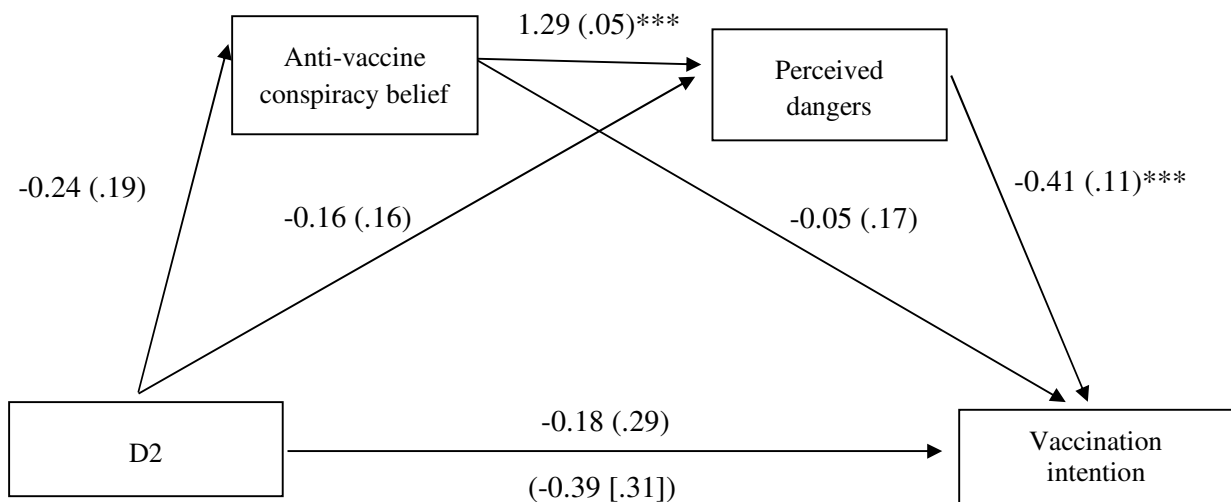 1.29 (.05)***
Anti-vaccine
conspiracy belief
Perceived
dangers
-0.24 (.19)
-0.41 (.11)***
-0.16 (.16)
-0.05 (.17)
-0.18 (.29)
D2
Vaccination
intention
(-0.39 [.31])